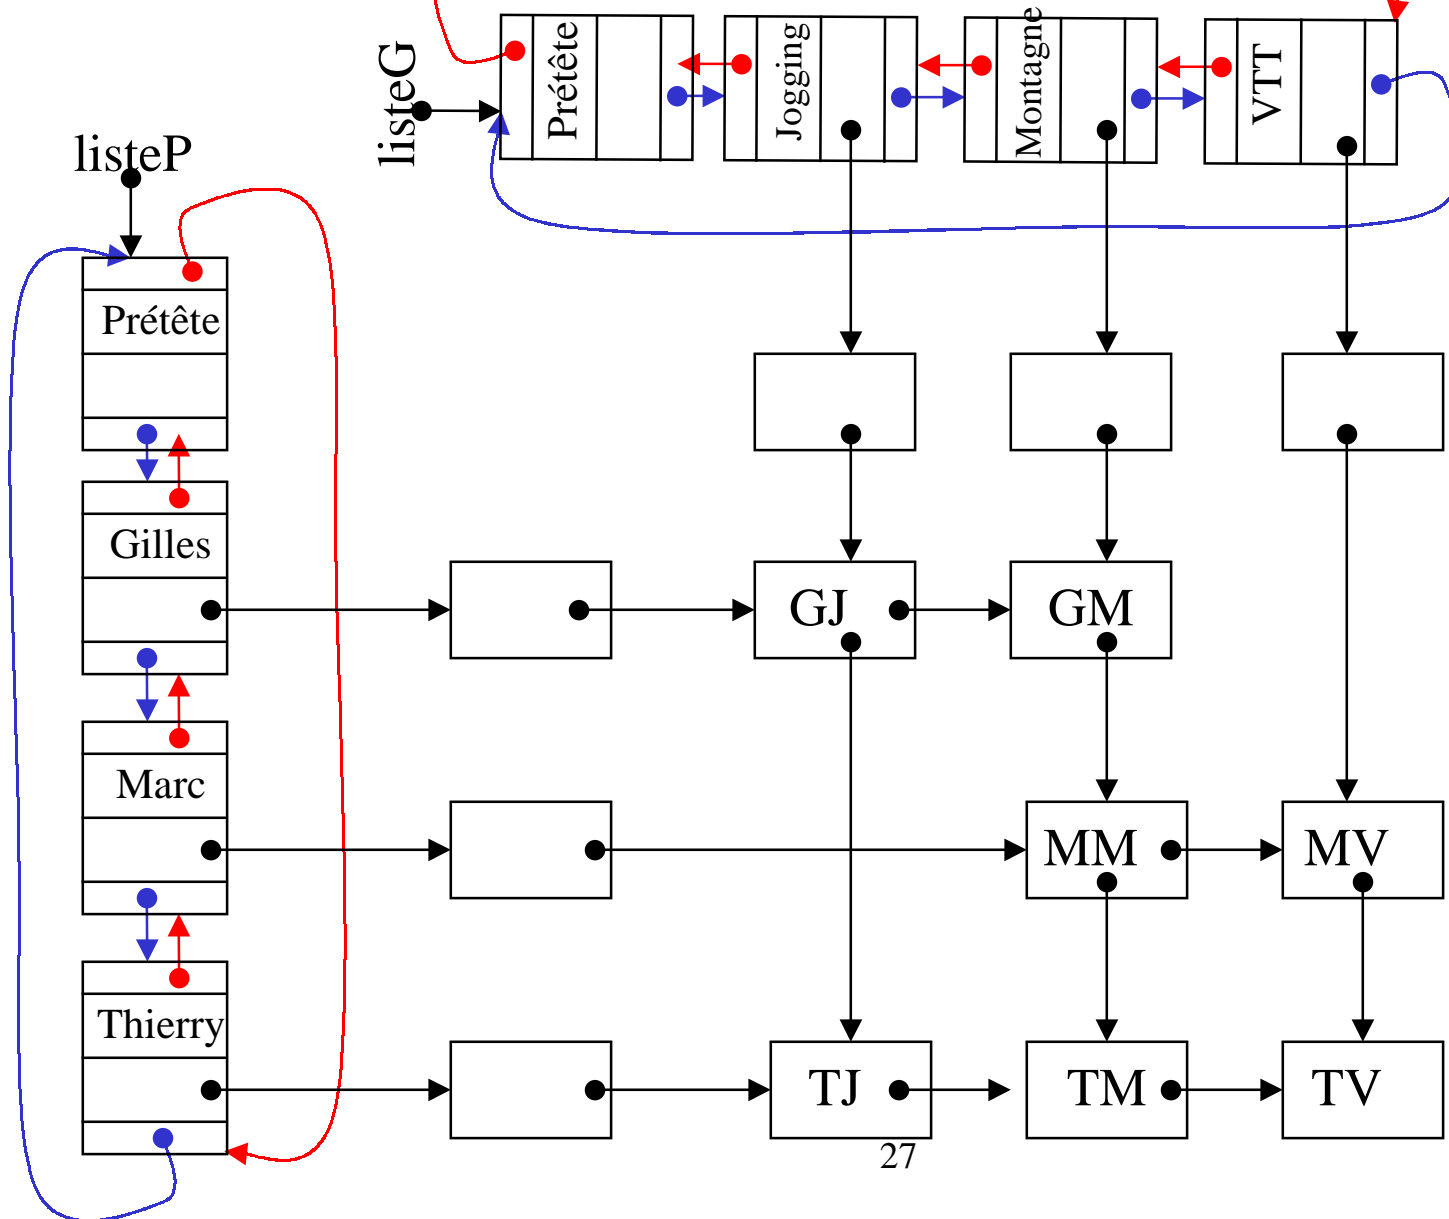 listeG
Prétête
Jogging
Montagne
VTT
listeP
Prétête
Gilles
GJ
GM
Marc
MM
MV
Thierry
TJ
TM
TV
27